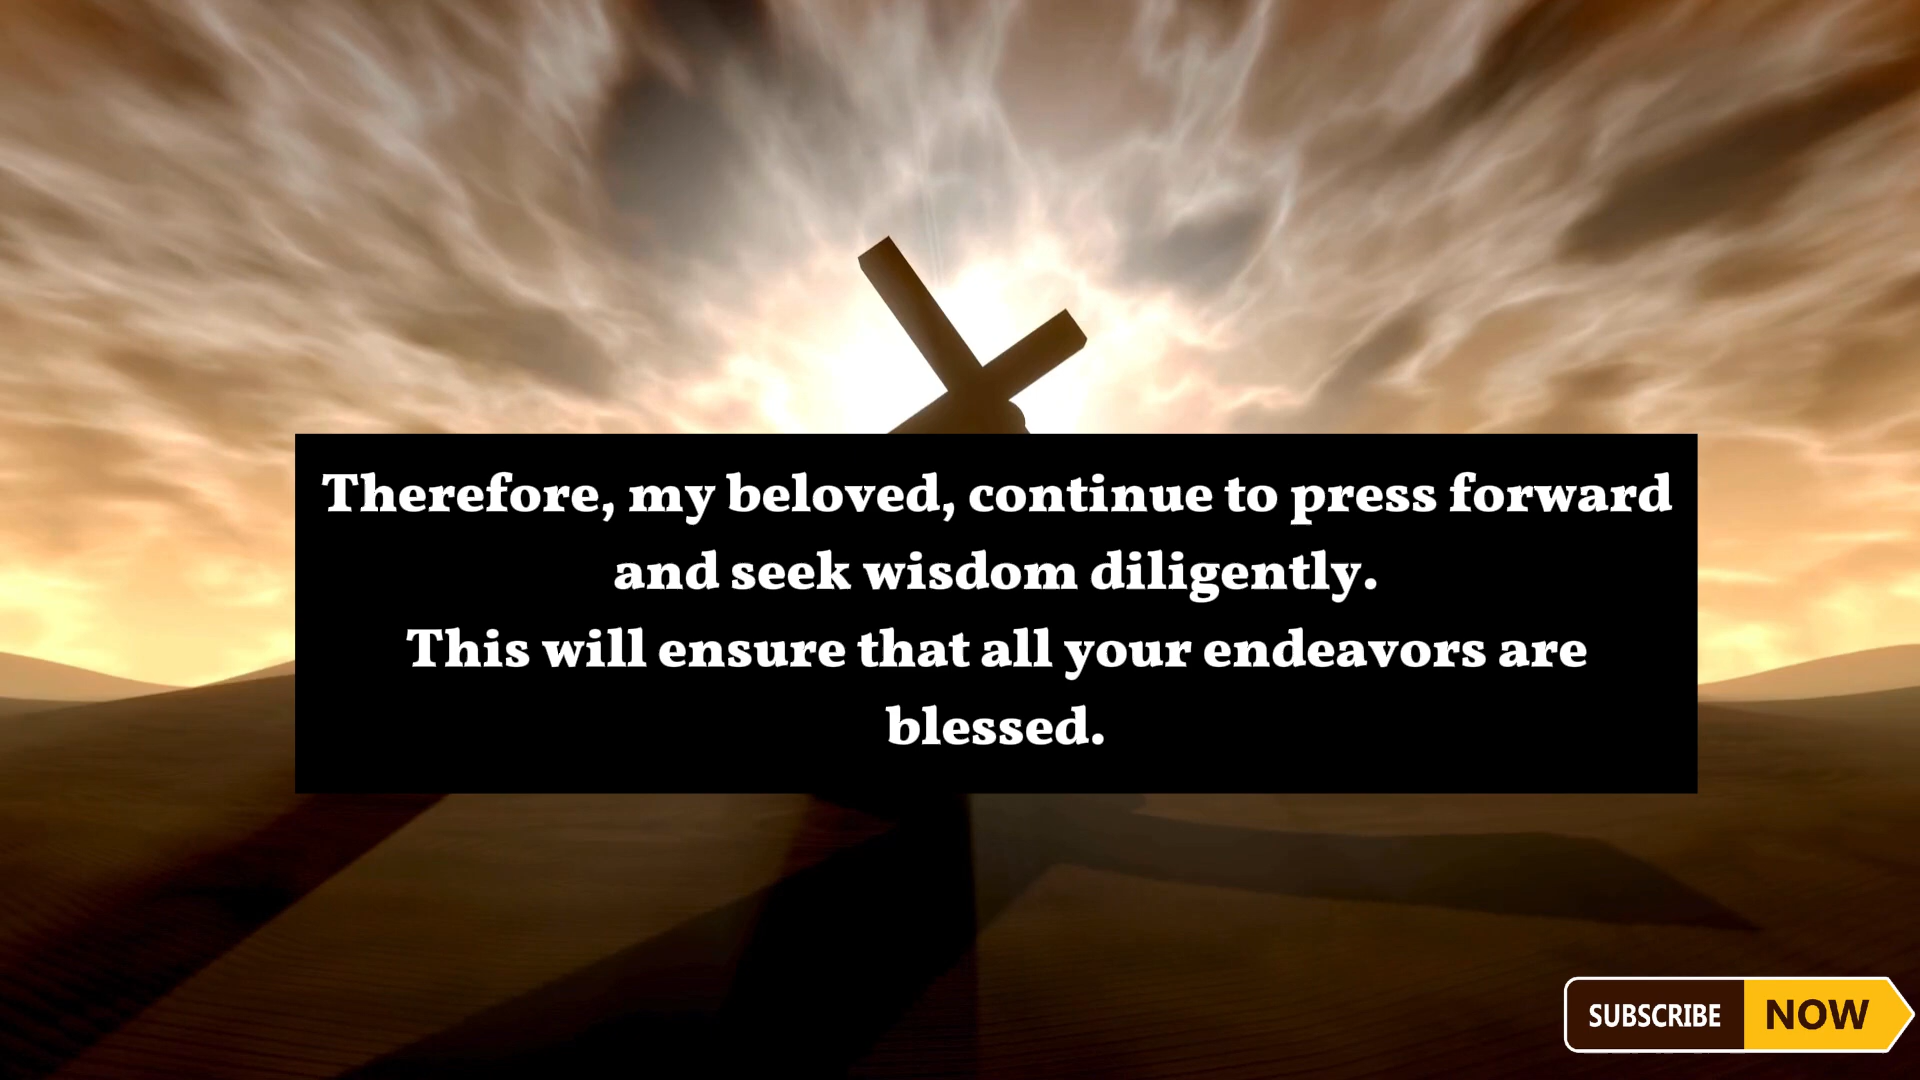 Therefore, my beloved, continue to press forward
and seek wisdom diligently.
This will ensure that all your endeavors are
blessed.
SUBSCRIBE NOW